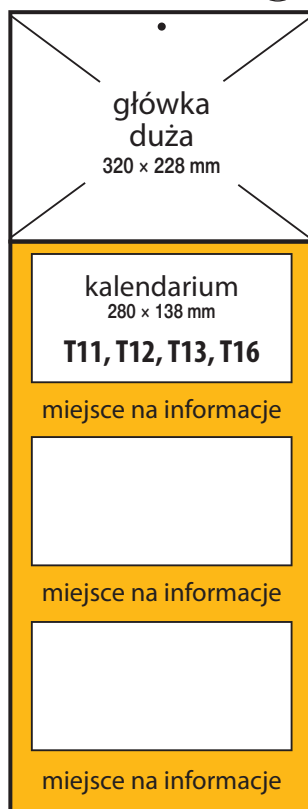 główka
duża
320 × 228 mm
kalendarium
280 × 138 mm
T11, T12, T13, T16
miejsce na informacje
miejsce na informacje
miejsce na informacje